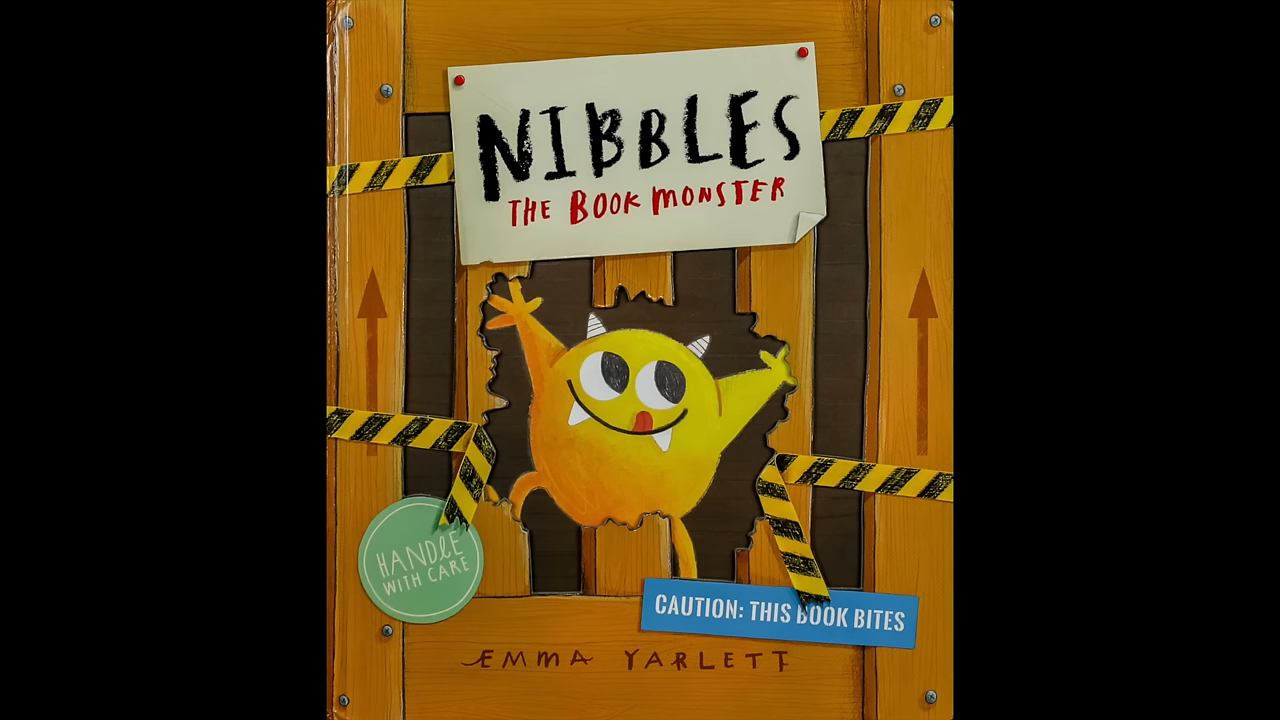 NIBBLES
THE BOOK MONSTER
HANDLE
WITH CARE
CAUTION: THIS BOOK BITES
EMMA YARLETT